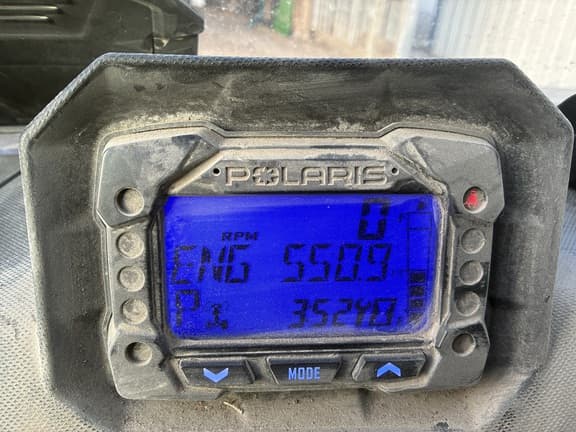 POLARIS
0
RPM
ENG 550.9
P 35240
MODE